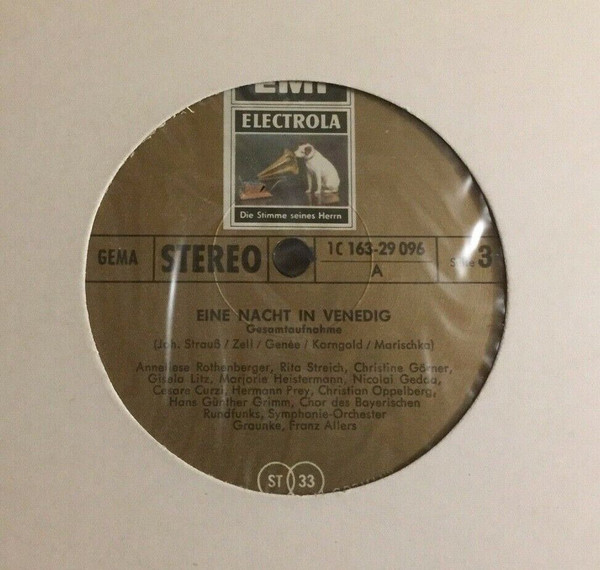 EMI
ELECTROLA
Die Stimme seines Herrn
GEMA
STEREO
1C 163-29 096
A
3
EINE NACHT IN VENEDIG
Gesamtaufnahme
(Joh. Strauß / Zell / Genée / Korngold / Marischka)
Anneliese Rothenberger, Rita Streich, Christine Görner,
Gisela Litz, Marjorie Heistermann, Nicolai Gedda,
Cesare Curzi, Hermann Prey, Christian Oppelberg,
Hans Günther Grimm, Chor des Bayerischen
Rundfunks, Symphonie-Orchester
Graunke, Franz Allers
ST 33